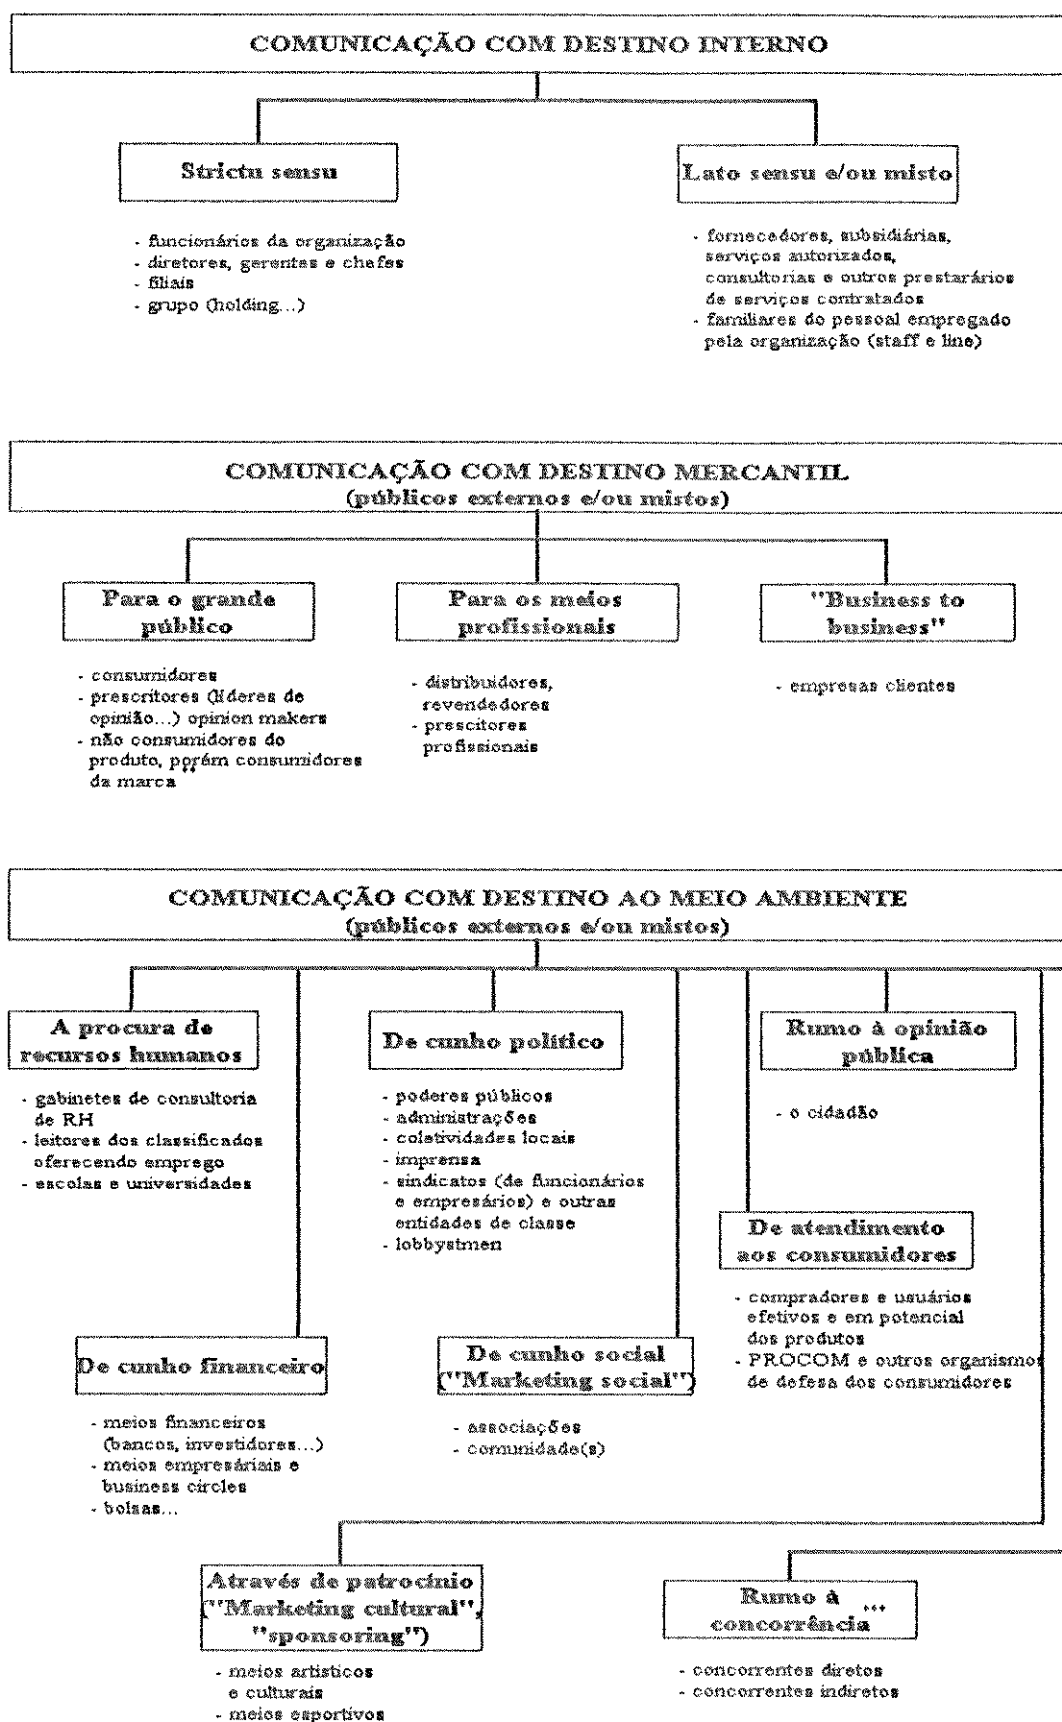 COMUNICAÇÃO COM DESTINO INTERNO
Strictu sensu
- funcionários da organização
- diretores, gerentes e chefes
- filiais
- grupo (holding...)
Lato sensu e/ou misto
- fornecedores, subsidiárias,
serviços autorizados,
consultorias e outros prestarários
de serviços contratados
- familiares do pessoal empregado
pela organização (staff e line)
COMUNICAÇÃO COM DESTINO MERCANTIL
(públicos externos e/ou mistos)
Para o grande
público
- consumidores
- prescritores (líderes de
opinião...) opinion makers
- não consumidores do
produto, porém consumidores
da marca**
Para os meios
profissionais
- distribuidores,
revendedores
- prescitores
profissionais
"Business to
business"
- empresas clientes
COMUNICAÇÃO COM DESTINO AO MEIO AMBIENTE
(públicos externos e/ou mistos)
A procura de
recursos humanos
- gabinetes de consultoria
de RH
- leitores dos classificados
oferecendo emprego
- escolas e universidades
De cunho político
- poderes públicos
- administrações
- coletividades locais
- imprensa
- sindicatos (de funcionários
e empresários) e outras
entidades de classe
- lobbystmen
Rumo à opinião
pública
- o cidadão
De atendimento
aos consumidores
- compradores e usuários
efetivos e em potencial
dos produtos
- PROCOM e outros organismos
de defesa dos consumidores
De cunho financeiro
- meios financeiros
(bancos, investidores...)
- meios empresáriais e
business circles
- bolsas...
De cunho social
("Marketing social")
- associações
- comunidade(s)
Através de patrocínio
("Marketing cultural",
"sponsoring")
- meios artísticos
e culturais
- meios esportivos
Rumo à
concorrência***
- concorrentes diretos
- concorrentes indiretos